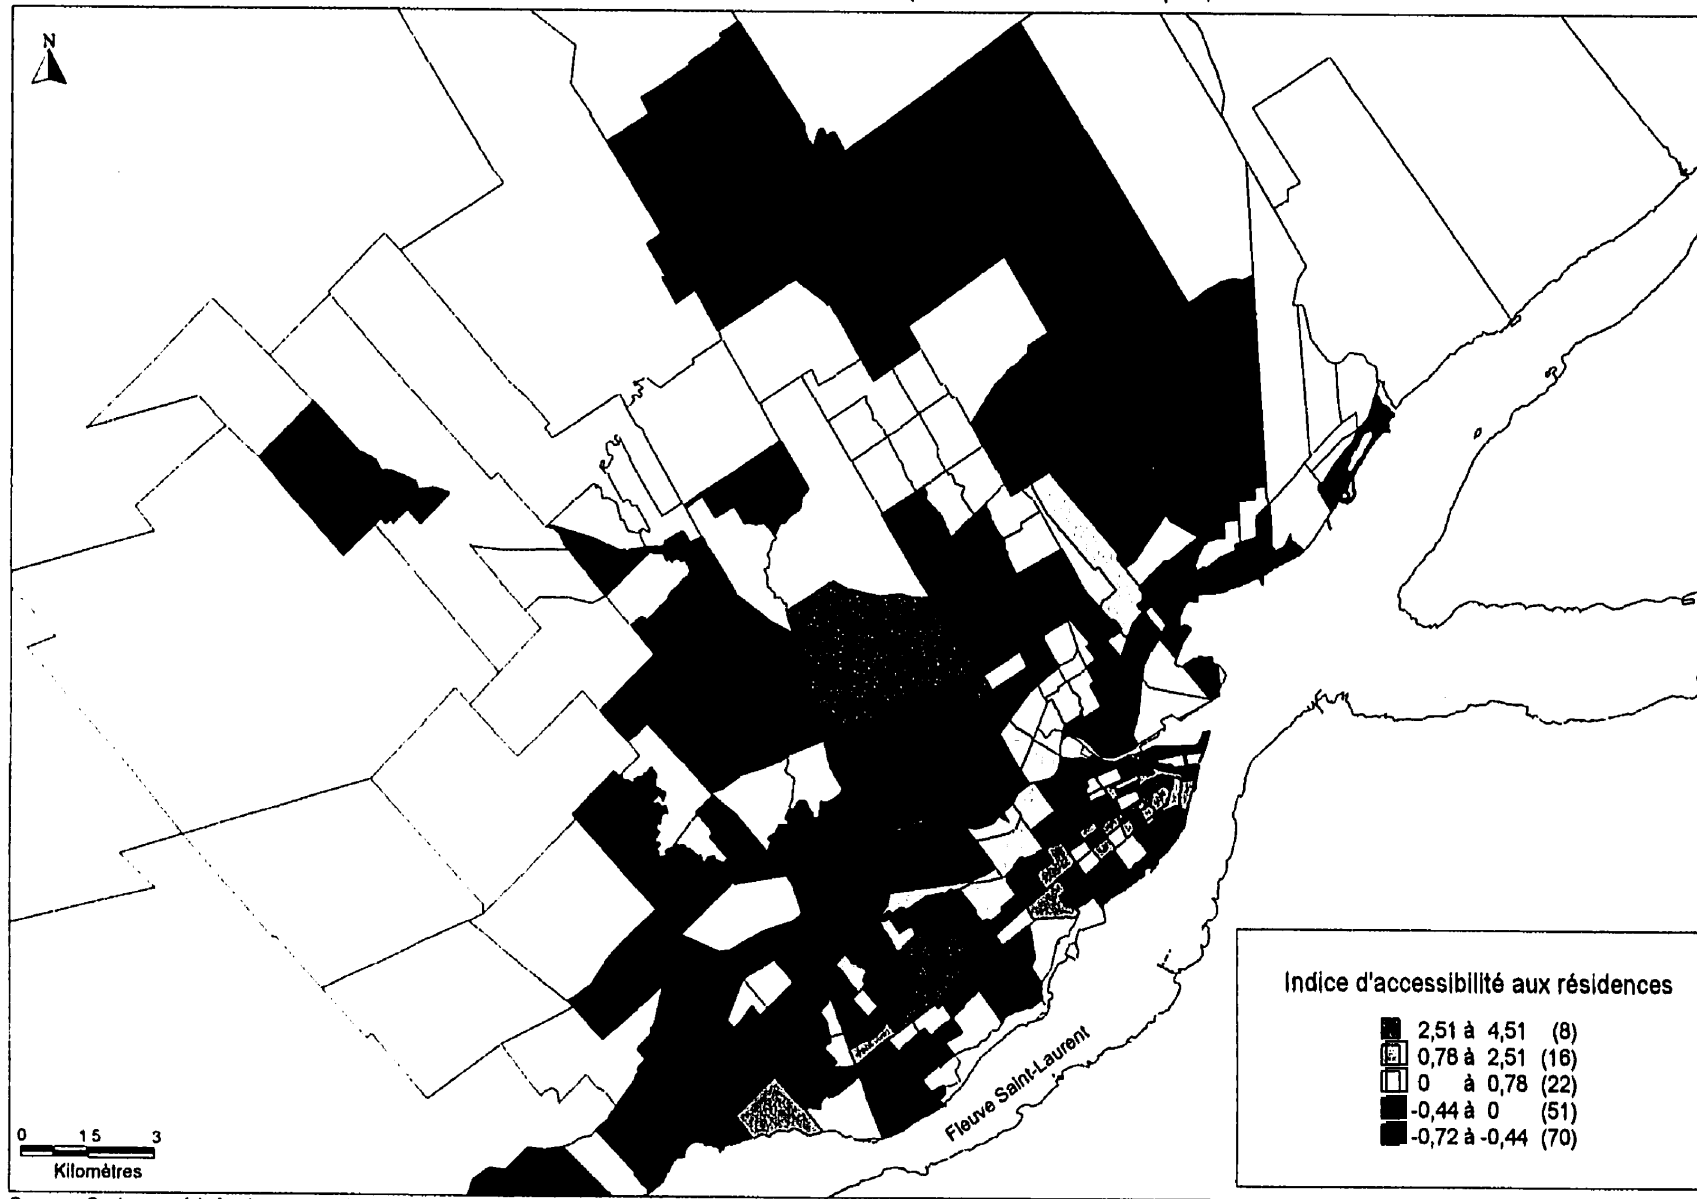 N
Fleuve Saint-Laurent
Indice d'accessibilité aux résidences
2,51 à 4,51 (8)
0,78 à 2,51 (16)
0 à 0,78 (22)
-0,44 à 0 (51)
-0,72 à -0,44 (70)
0 1 5 3
Kilomètres